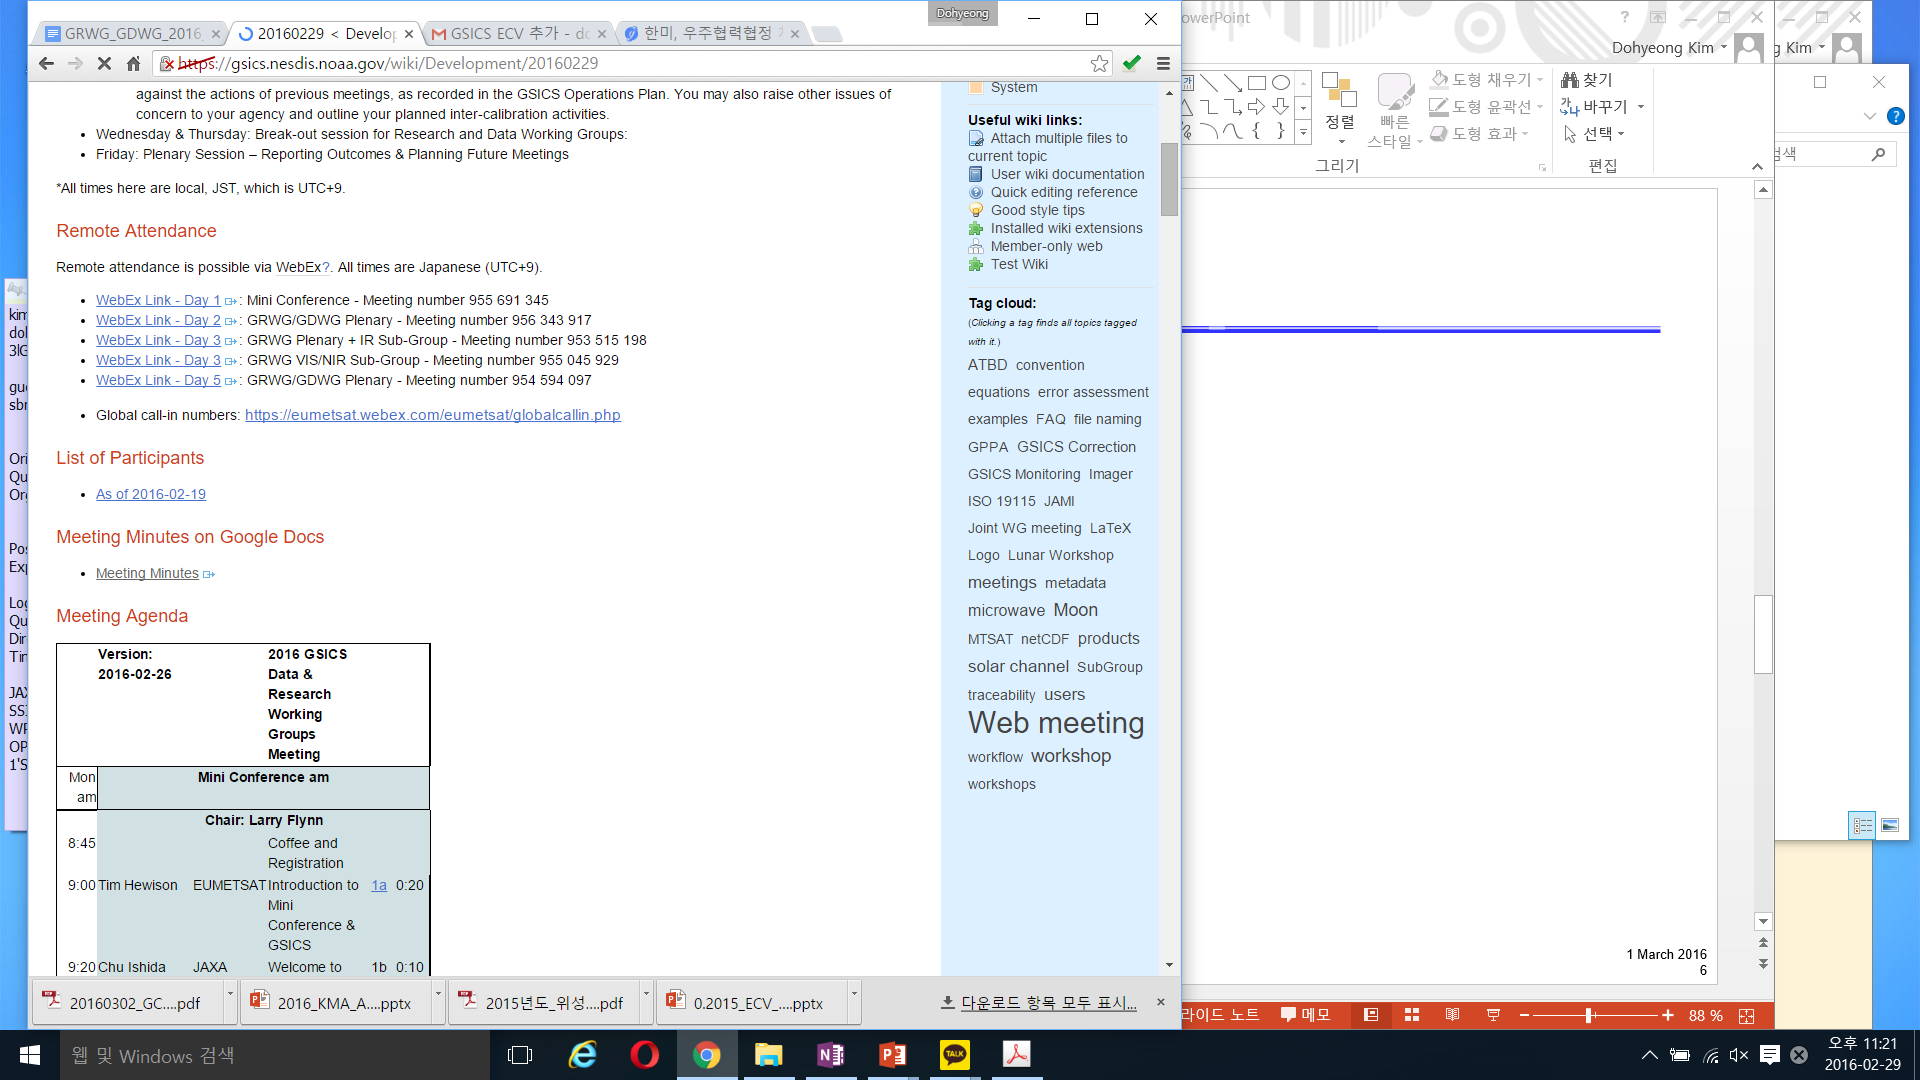 Dohyeong
GRWG_GDWG_2016_
20160229 < Develop
GSICS ECV 추가 - do
한미, 우주협력협정
https://gsics.nesdis.noaa.gov/wiki/Development/20160229
against the actions of previous meetings, as recorded in the GSICS Operations Plan. You may also raise other issues of
concern to your agency and outline your planned inter-calibration activities.
Wednesday & Thursday: Break-out session for Research and Data Working Groups:
Friday: Plenary Session – Reporting Outcomes & Planning Future Meetings
*All times here are local, JST, which is UTC+9.
Remote Attendance
Remote attendance is possible via WebEx?. All times are Japanese (UTC+9).
WebEx Link - Day 1 : Mini Conference - Meeting number 955 691 345
WebEx Link - Day 2 : GRWG/GDWG Plenary - Meeting number 956 343 917
WebEx Link - Day 3 : GRWG Plenary + IR Sub-Group - Meeting number 953 515 198
WebEx Link - Day 3 : GRWG VIS/NIR Sub-Group - Meeting number 955 045 929
WebEx Link - Day 5 : GRWG/GDWG Plenary - Meeting number 954 594 097
Global call-in numbers: https://eumetsat.webex.com/eumetsat/globalcallin.php
List of Participants
As of 2016-02-19
Meeting Minutes on Google Docs
Meeting Minutes
Meeting Agenda
Version:
2016-02-26
2016 GSICS
Data &
Research
Working
Groups
Meeting
Mon
am
Mini Conference am
Chair: Larry Flynn
8:45 Coffee and
Registration
9:00 Tim Hewison EUMETSAT Introduction to 1a 0:20
Mini
Conference &
GSICS
9:20 Chu Ishida JAXA Welcome to 1b 0:10
System
Useful wiki links:
Attach multiple files to
current topic
User wiki documentation
Quick editing reference
Good style tips
Installed wiki extensions
Member-only web
Test Wiki
Tag cloud:
(Clicking a tag finds all topics tagged
with it.)
ATBD convention
equations error assessment
examples FAQ file naming
GPPA GSICS Correction
GSICS Monitoring Imager
ISO 19115 JAMI
Joint WG meeting LaTeX
Logo Lunar Workshop
meetings metadata
microwave Moon
MTSAT netCDF products
solar channel SubGroup
traceability users
Web meeting
workflow workshop
workshops
20160302_GC....pdf
2016_KMA_A....pptx
2015년도_위성....pdf
0.2015_ECV_....pptx
다운로드 항목 모두 표시...
kim
3lG
Ori
Qu
Org
Pos
Exp
Log
Qu
Dir
JAX
OP
1'S
owerPoint
Dohyeong Kim
g Kim
정렬
빠른
스타일
도형 채우기
도형 윤곽선
도형 효과
찾기
바꾸기
선택
그리기
편집
검색
1 March 2016
6
라이드 노트
메모
88 %
웹 및 Windows 검색
TALK
오후 11:21
2016-02-29